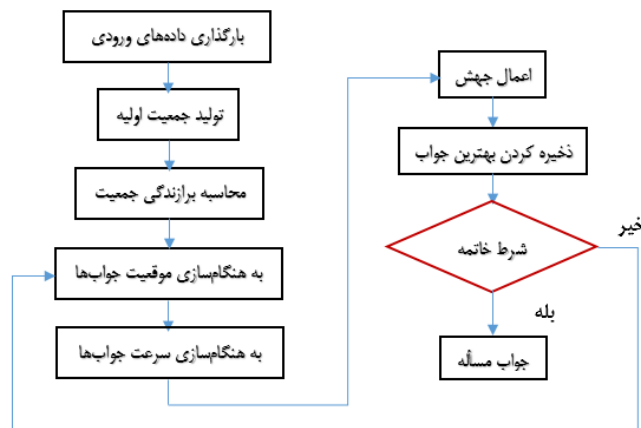 بارگذاری داده‌های ورودی
تولید جمعیت اولیه
محاسبه برازندگی جمعیت
به هنگام‌سازی موقعیت جواب‌ها
به هنگام‌سازی سرعت جواب‌ها
اعمال جهش
ذخیره کردن بهترین جواب
شرط خاتمه
خیر
بله
جواب مسأله